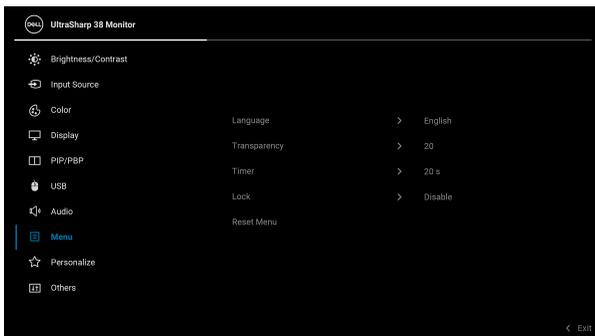 DELL UltraSharp 38 Monitor
Brightness/Contrast
Input Source
Color
Language English
Display
Transparency 20
PIP/PBP
Timer 20 s
USB
Lock Disable
Audio
Reset Menu
Menu
Personalize
Others
Exit